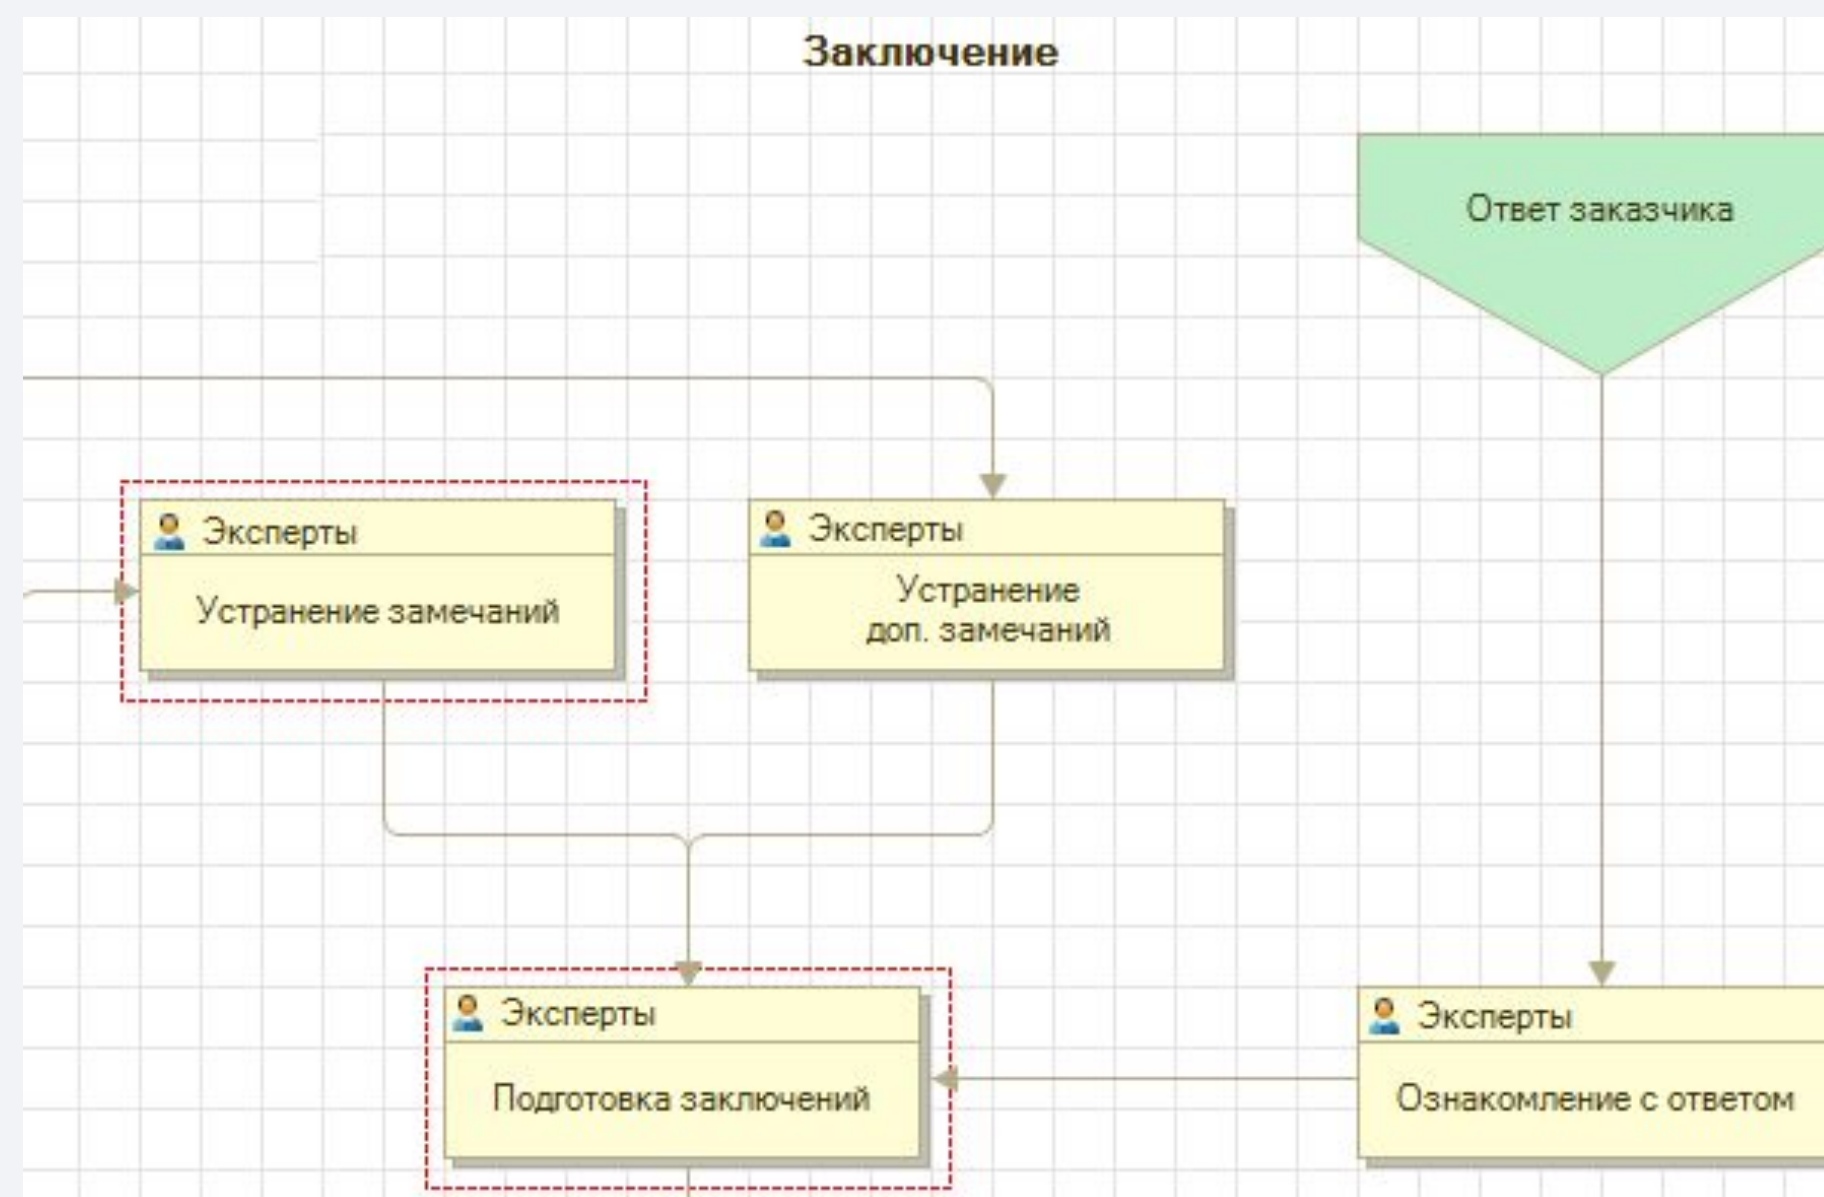 Заключение
Ответ заказчика
Эксперты
Устранение замечаний
Эксперты
Устранение
доп. замечаний
Эксперты
Подготовка заключений
Эксперты
Ознакомление с ответом